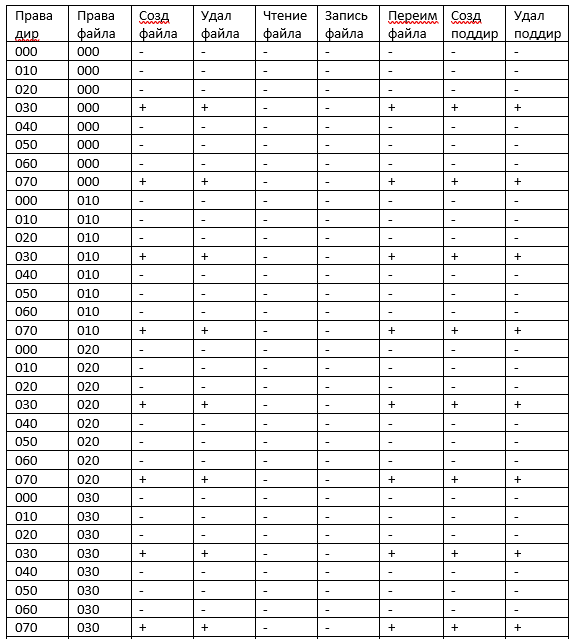 Права дир Права файла Созд файла Удал файла Чтение файла Запись файла Переим файла Созд поддир Удал поддир
000 000 - - - - - - -
010 000 - - - - - - -
020 000 - - - - - - -
030 000 + + - - + + +
040 000 - - - - - - -
050 000 - - - - - - -
060 000 - - - - - - -
070 000 + + - - + + +
000 010 - - - - - - -
010 010 - - - - - - -
020 010 - - - - - - -
030 010 + + - - + + +
040 010 - - - - - - -
050 010 - - - - - - -
060 010 - - - - - - -
070 010 + + - - + + +
000 020 - - - - - - -
010 020 - - - - - - -
020 020 - - - - - - -
030 020 + + - - + + +
040 020 - - - - - - -
050 020 - - - - - - -
060 020 - - - - - - -
070 020 + + - - + + +
000 030 - - - - - - -
010 030 - - - - - - -
020 030 - - - - - - -
030 030 + + - - + + +
040 030 - - - - - - -
050 030 - - - - - - -
060 030 - - - - - - -
070 030 + + - - + + +